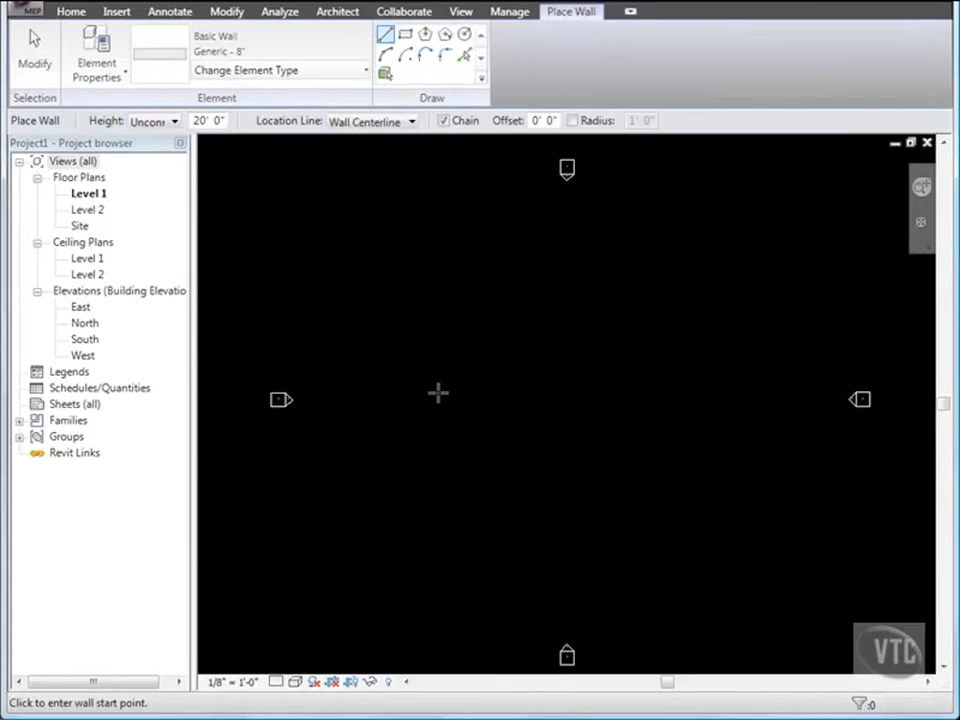 MEP Home Insert Annotate Modify Analyze Architect Collaborate View Manage Place Wall
Basic Wall
Generic - 8"
Modify
Element
Properties
Change Element Type
Selection Element Draw
Place Wall Height: Unconn 20' 0" Location Line: Wall Centerline Chain Offset: 0' 0" Radius: 1' 0"
Project1 - Project browser
Views (all)
Floor Plans
Level 1
Level 2
Site
Ceiling Plans
Level 1
Level 2
Elevations (Building Elevatio
East
North
South
West
Legends
Schedules/Quantities
Sheets (all)
Families
Groups
Revit Links
VTC
1/8" = 1'-0"
Click to enter wall start point.
:0